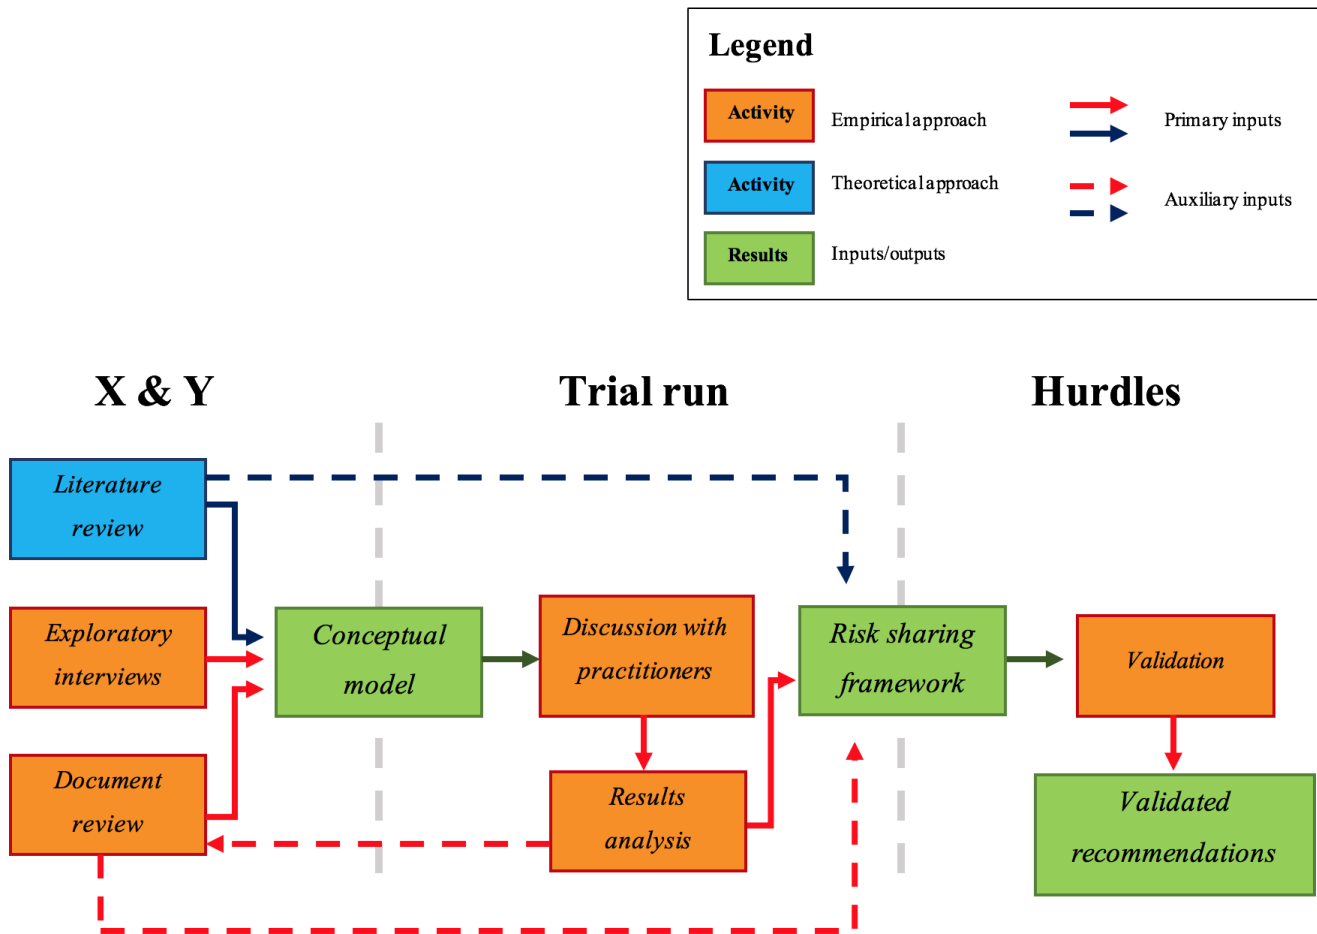 Legend
Activity
Empirical approach
Primary inputs
Activity
Theoretical approach
Auxiliary inputs
Results
Inputs/outputs
X & Y
Trial run
Hurdles
Literature
review
Exploratory
interviews
Document
review
Conceptual
model
Discussion with
practitioners
Results
analysis
Risk sharing
framework
Validation
Validated
recommendations